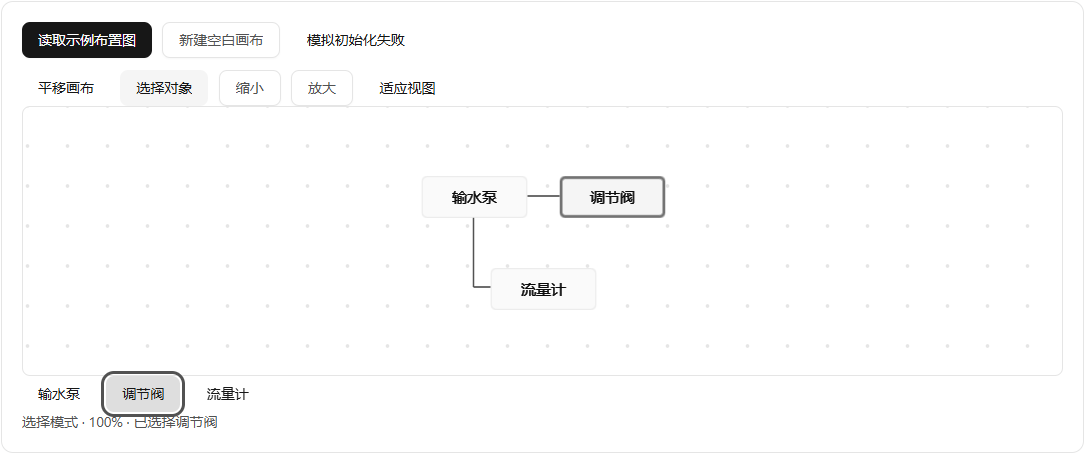 读取示例布置图 新建空白画布 模拟初始化失败
平移画布 选择对象 缩小 放大 适应视图
输水泵 调节阀
流量计
输水泵 调节阀 流量计
选择模式 · 100% · 已选择调节阀